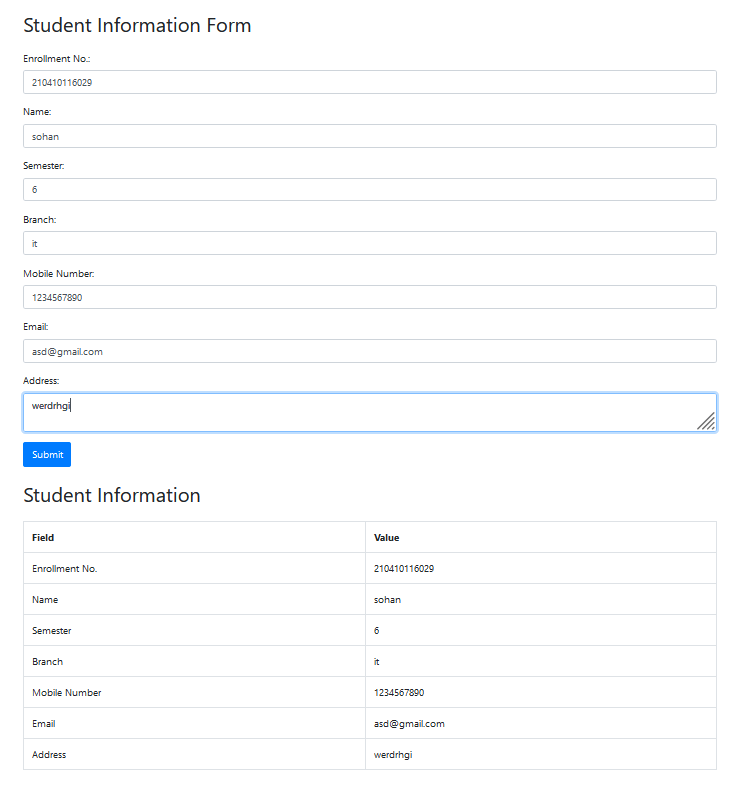 Student Information Form
Enrollment No.:
210410116029
Name:
sohan
Semester:
6
Branch:
it
Mobile Number:
1234567890
Email:
asd@gmail.com
Address:
werdrhgi
Submit
Student Information
Field Value
Enrollment No. 210410116029
Name sohan
Semester 6
Branch it
Mobile Number 1234567890
Email asd@gmail.com
Address werdrhgi